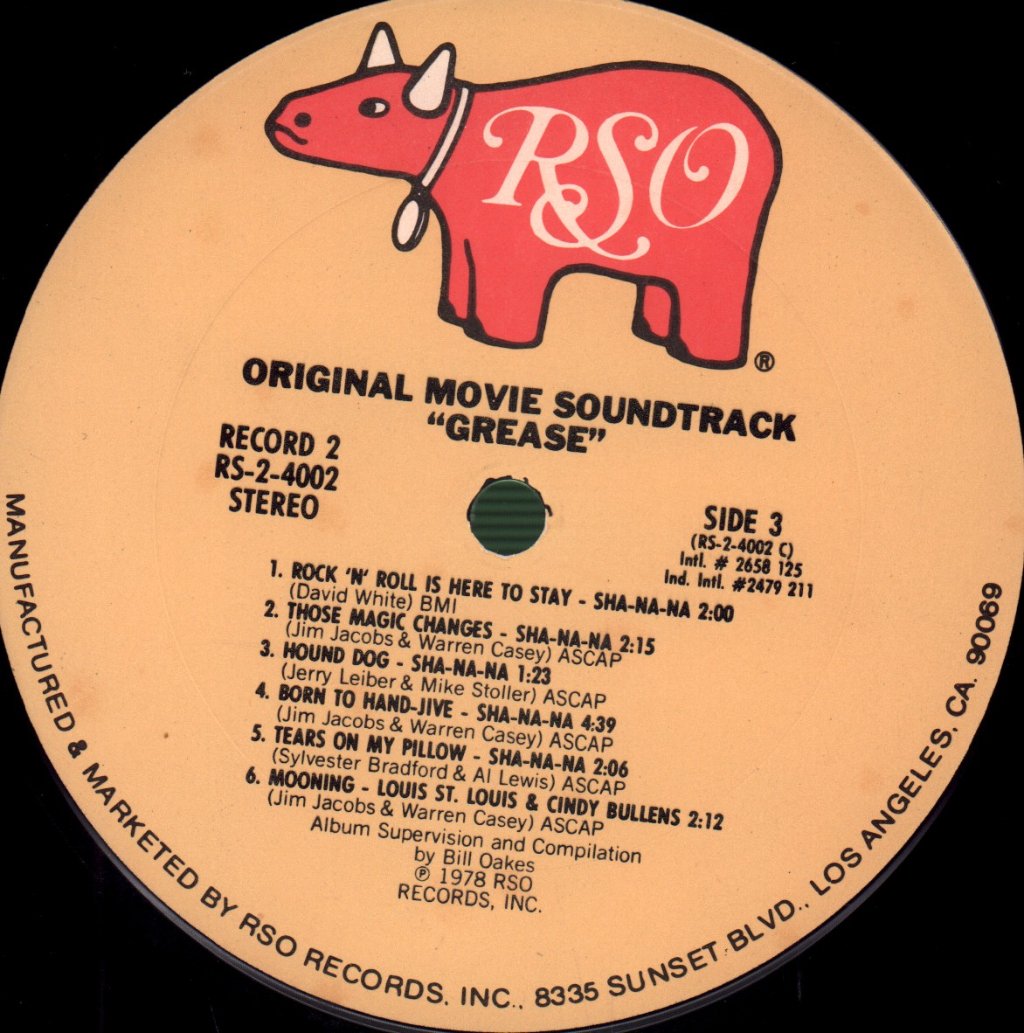 RSO
®
ORIGINAL MOVIE SOUNDTRACK
“GREASE”
RECORD 2
RS-2-4002
STEREO
SIDE 3
(RS-2-4002 C)
Intl. # 2658 125
Ind. Intl. #2479 211
1. ROCK 'N' ROLL IS HERE TO STAY - SHA-NA-NA 2:00
(David White) BMI
2. THOSE MAGIC CHANGES - SHA-NA-NA 2:15
(Jim Jacobs & Warren Casey) ASCAP
3. HOUND DOG - SHA-NA-NA 1:23
(Jerry Leiber & Mike Stoller) ASCAP
4. BORN TO HAND-JIVE - SHA-NA-NA 4:39
(Jim Jacobs & Warren Casey) ASCAP
5. TEARS ON MY PILLOW - SHA-NA-NA 2:06
(Sylvester Bradford & Al Lewis) ASCAP
6. MOONING - LOUIS ST. LOUIS & CINDY BULLENS 2:12
(Jim Jacobs & Warren Casey) ASCAP
Album Supervision and Compilation
by Bill Oakes
℗ 1978 RSO
RECORDS, INC.
MANUFACTURED & MARKETED BY RSO RECORDS, INC., 8335 SUNSET BLVD., LOS ANGELES, CA. 90069